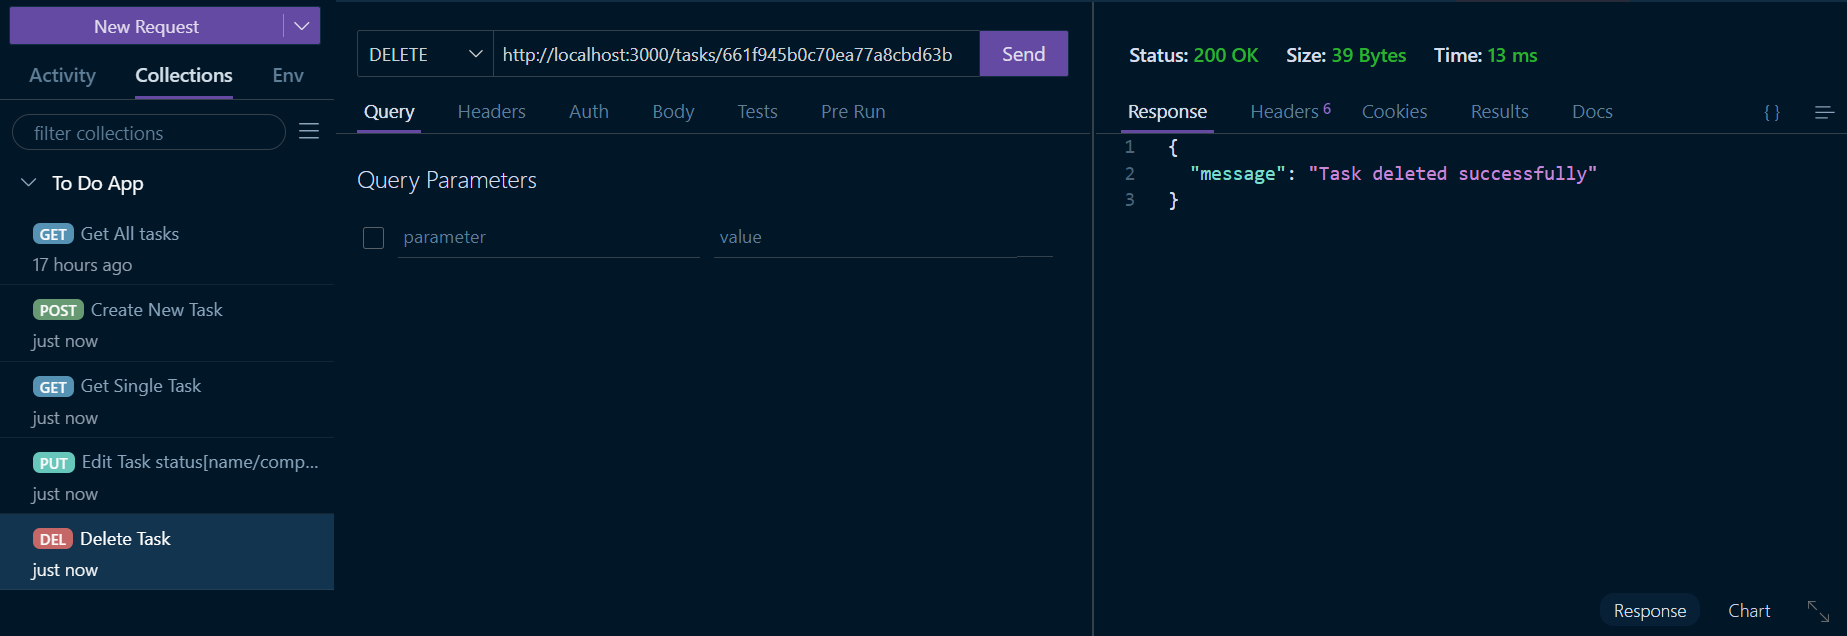 New Request
Activity Collections Env
filter collections
To Do App
GET Get All tasks
17 hours ago
POST Create New Task
just now
GET Get Single Task
just now
PUT Edit Task status[name/comp...
just now
DEL Delete Task
just now
DELETE http://localhost:3000/tasks/661f945b0c70ea77a8cbd63b Send
Query Headers Auth Body Tests Pre Run
Query Parameters
parameter value
Status: 200 OK Size: 39 Bytes Time: 13 ms
Response Headers 6 Cookies Results Docs { }
1 {
2 "message": "Task deleted successfully"
3 }
Response Chart